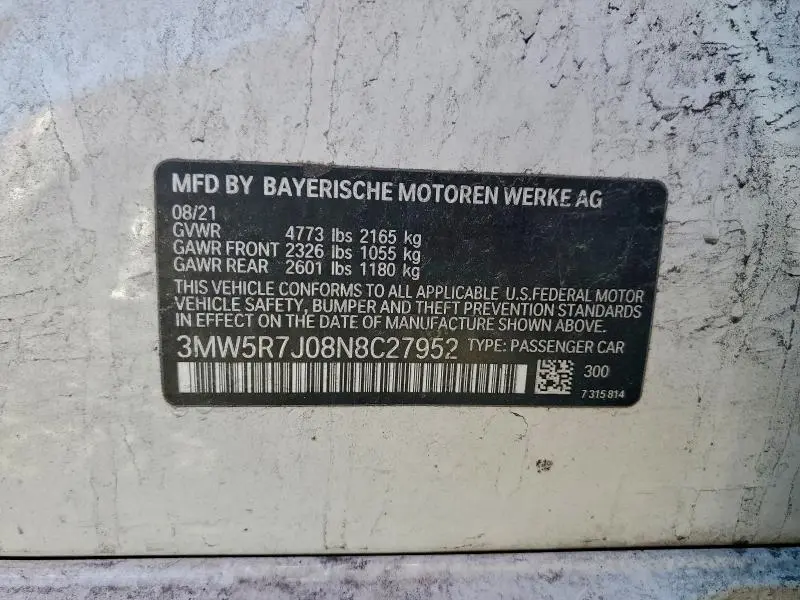 MFD BY BAYERISCHE MOTOREN WERKE AG
08/21
GVWR 4773 lbs 2165 kg
GAWR FRONT 2326 lbs 1055 kg
GAWR REAR 2601 lbs 1180 kg
THIS VEHICLE CONFORMS TO ALL APPLICABLE U.S.FEDERAL MOTOR
VEHICLE SAFETY, BUMPER AND THEFT PREVENTION STANDARDS
IN EFFECT ON THE DATE OF MANUFACTURE SHOWN ABOVE.
3MW5R7J08N8C27952 TYPE: PASSENGER CAR
300
7 315 814